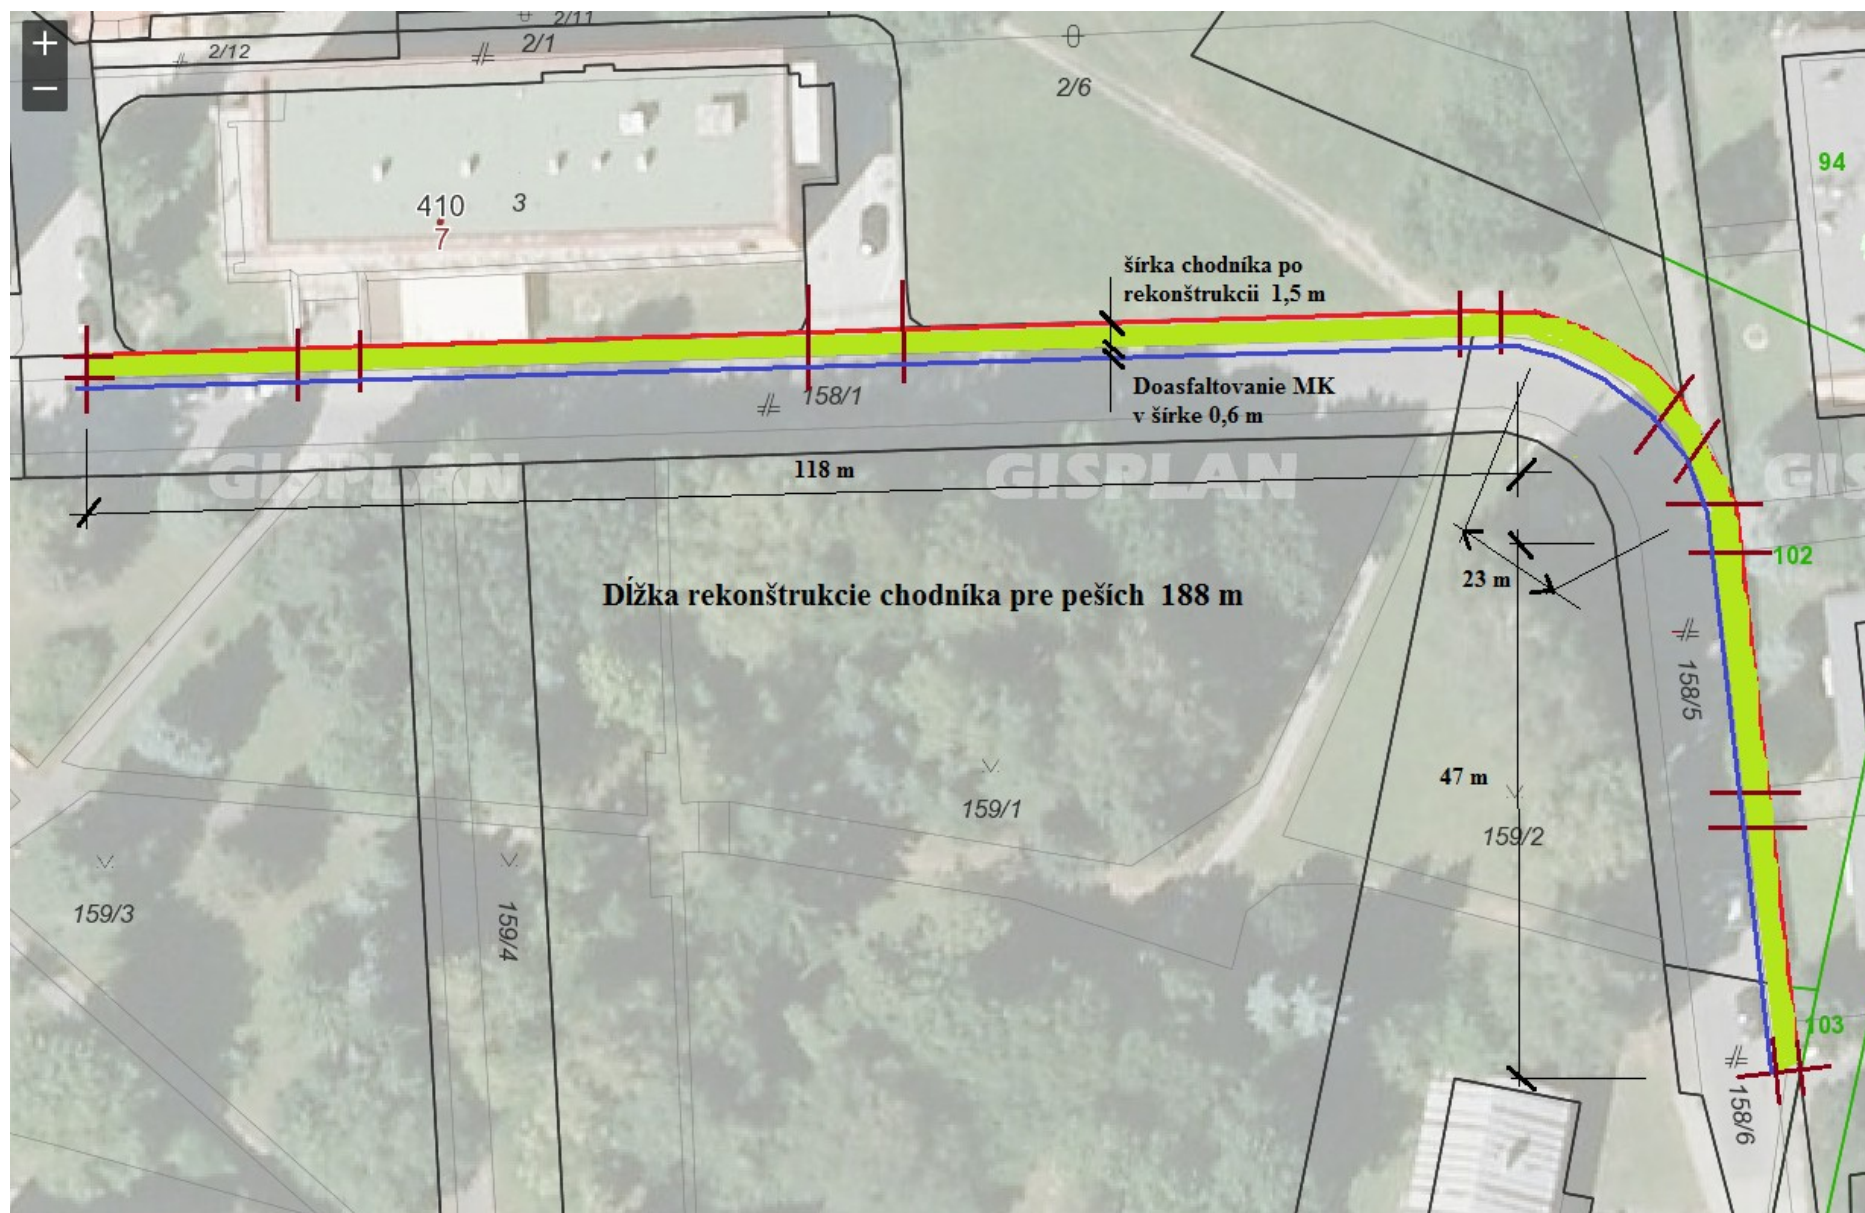 +
−
2/11
2/12
2/1
2/6
94
410
3
7
šírka chodníka po
rekonštrukcii 1,5 m
158/1
Doasfaltovanie MK
v šírke 0,6 m
GISPLAN
118 m
GISPLAN
GIS
102
23 m
Dĺžka rekonštrukcie chodníka pre peších 188 m
158/5
47 m
159/1
159/2
159/3
159/4
103
158/6